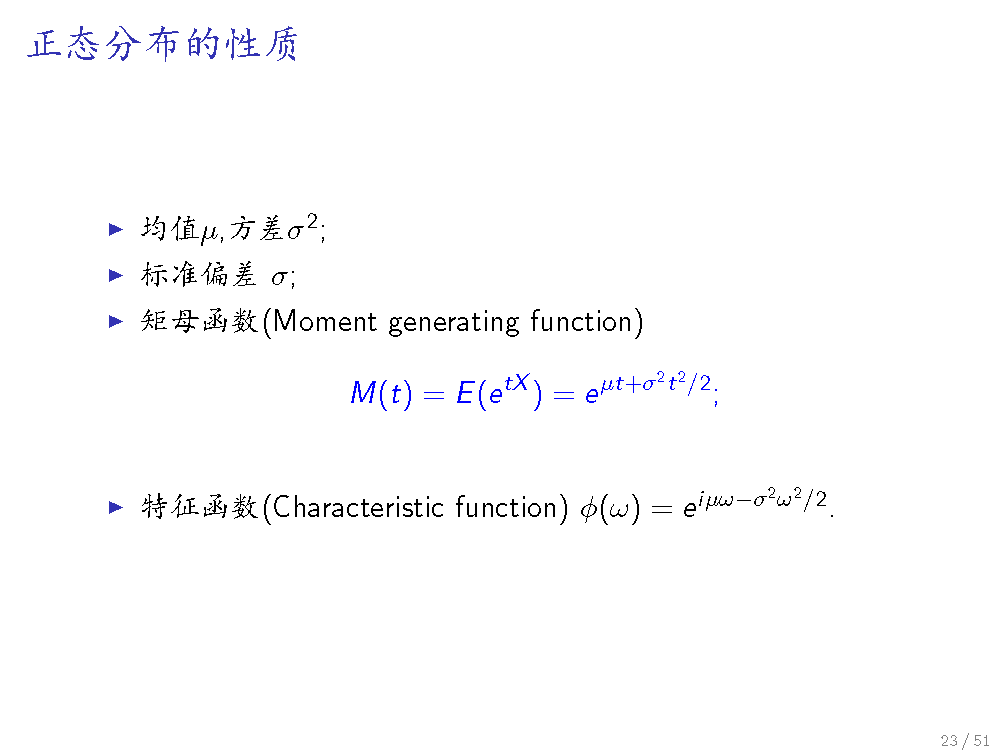 正态分布的性质
▶ 均值μ,方差σ²;
▶ 标准偏差 σ;
▶ 矩母函数(Moment generating function)
M(t) = E(e^{tX}) = e^{μt+σ²t²/2};
▶ 特征函数(Characteristic function) ϕ(ω) = e^{iμω−σ²ω²/2}.
23 / 51